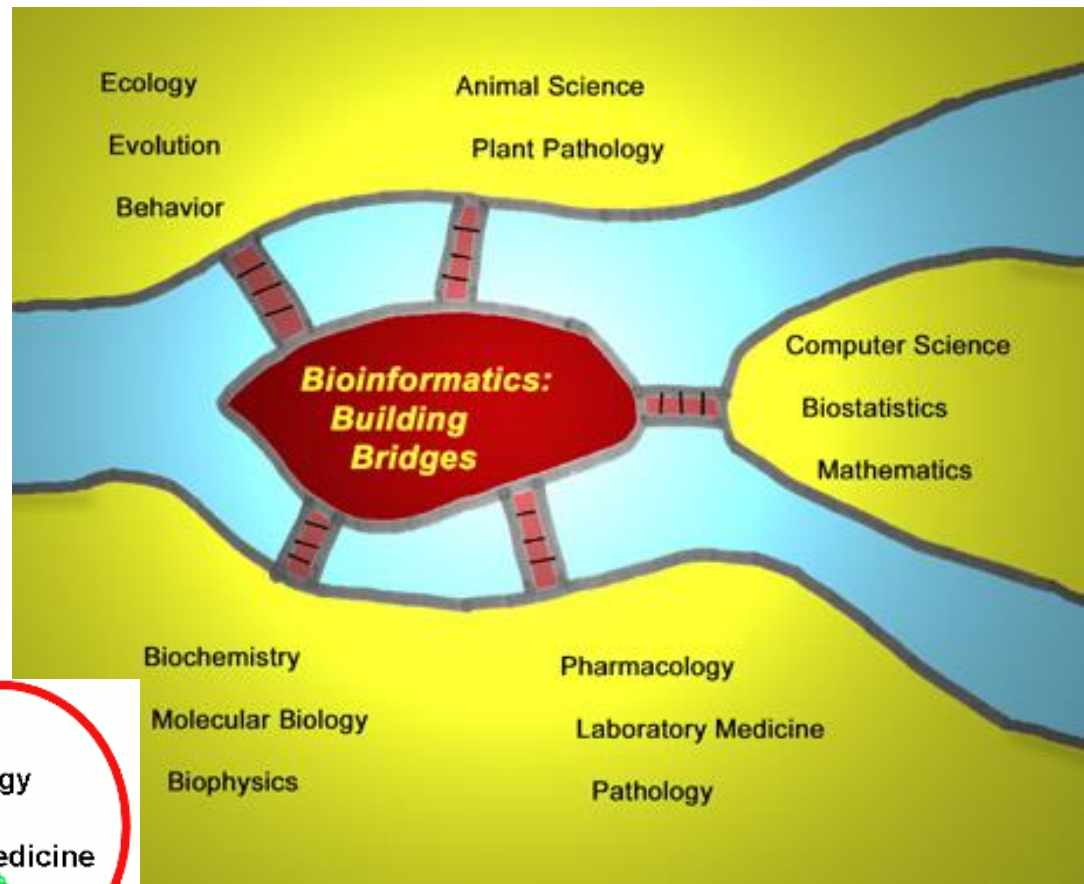 Ecology
Evolution
Behavior
Animal Science
Plant Pathology
Bioinformatics:
Building
Bridges
Computer Science
Biostatistics
Mathematics
Biochemistry
Molecular Biology
Biophysics
Pharmacology
Laboratory Medicine
Pathology